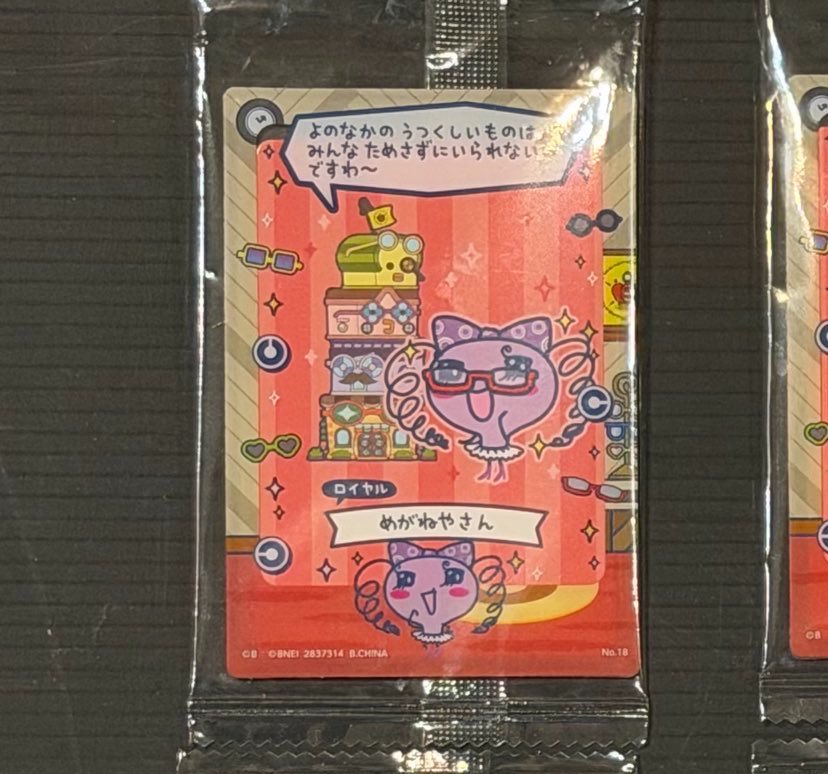 よのなかの うつくしいものは
みんな ためさずにいられない
ですわ〜
ロイヤル
めがねやさん
©B ©BNEI 2837314 B.CHINA
No.18
©B